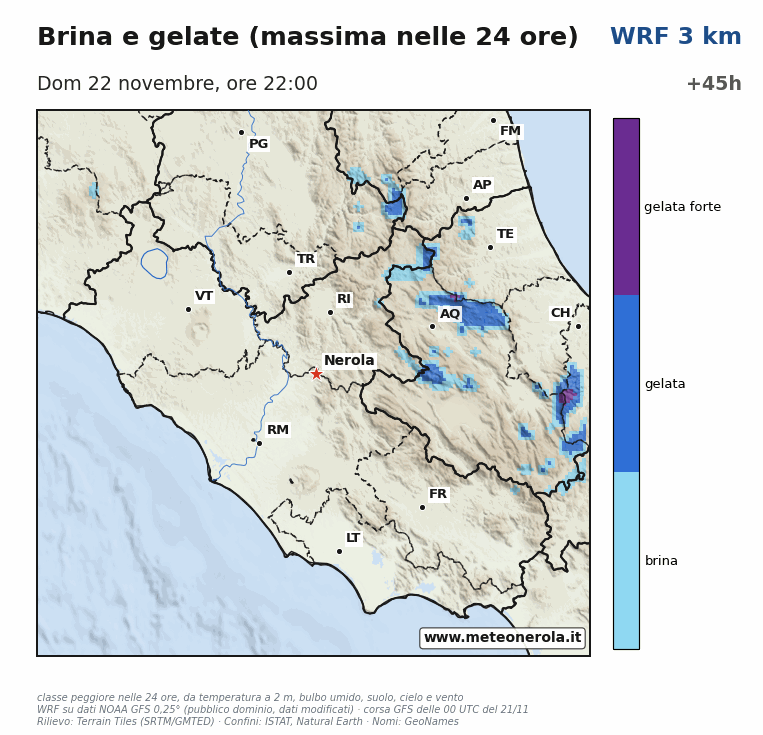 Brina e gelate (massima nelle 24 ore) WRF 3 km
Dom 22 novembre, ore 22:00 +45h
FM
PG
AP
TE
TR
VT
RI
AQ
CH
Nerola
RM
FR
LT
www.meteonerola.it
gelata forte
gelata
brina
classe peggiore nelle 24 ore, da temperatura a 2 m, bulbo umido, suolo, cielo e vento
WRF su dati NOAA GFS 0,25° (pubblico dominio, dati modificati) · corsa GFS delle 00 UTC del 21/11
Rilievo: Terrain Tiles (SRTM/GMTED) · Confini: ISTAT, Natural Earth · Nomi: GeoNames